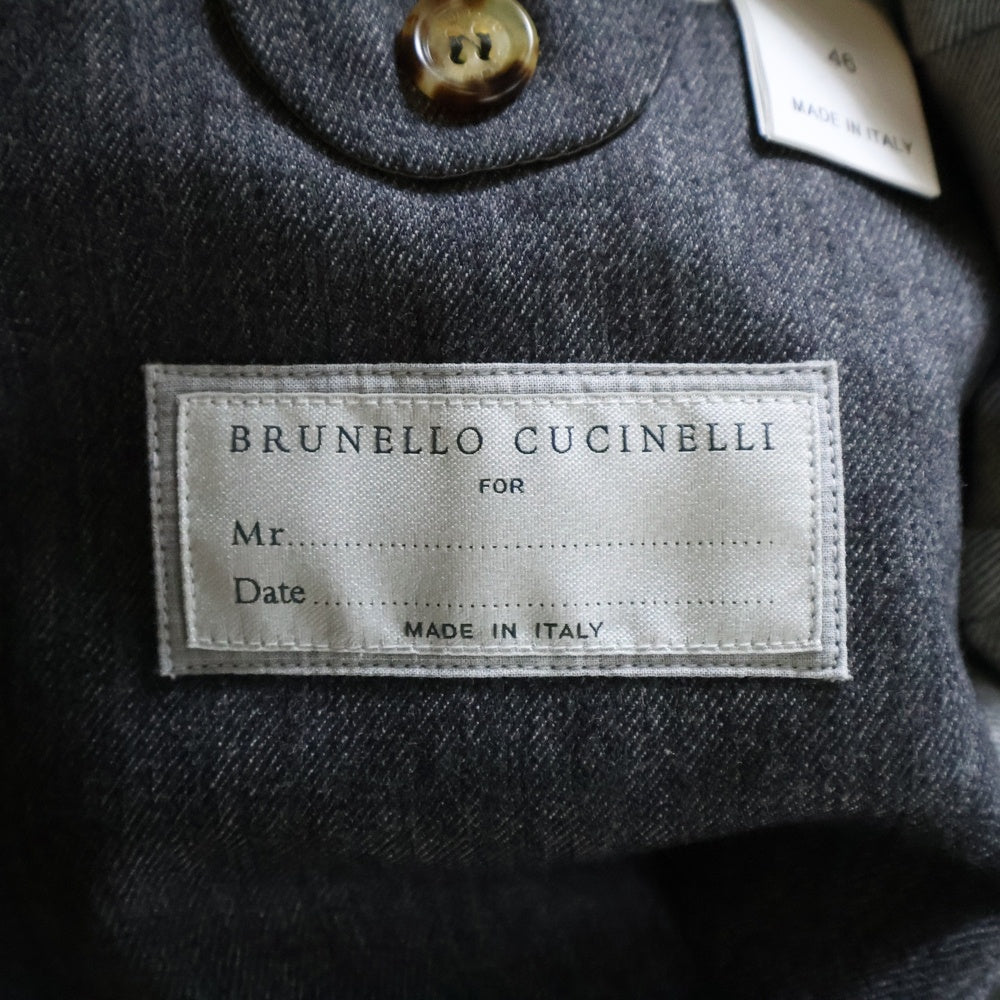 46
MADE IN ITALY
BRUNELLO CUCINELLI
FOR
Mr..............................................................
Date..........................................................
MADE IN ITALY